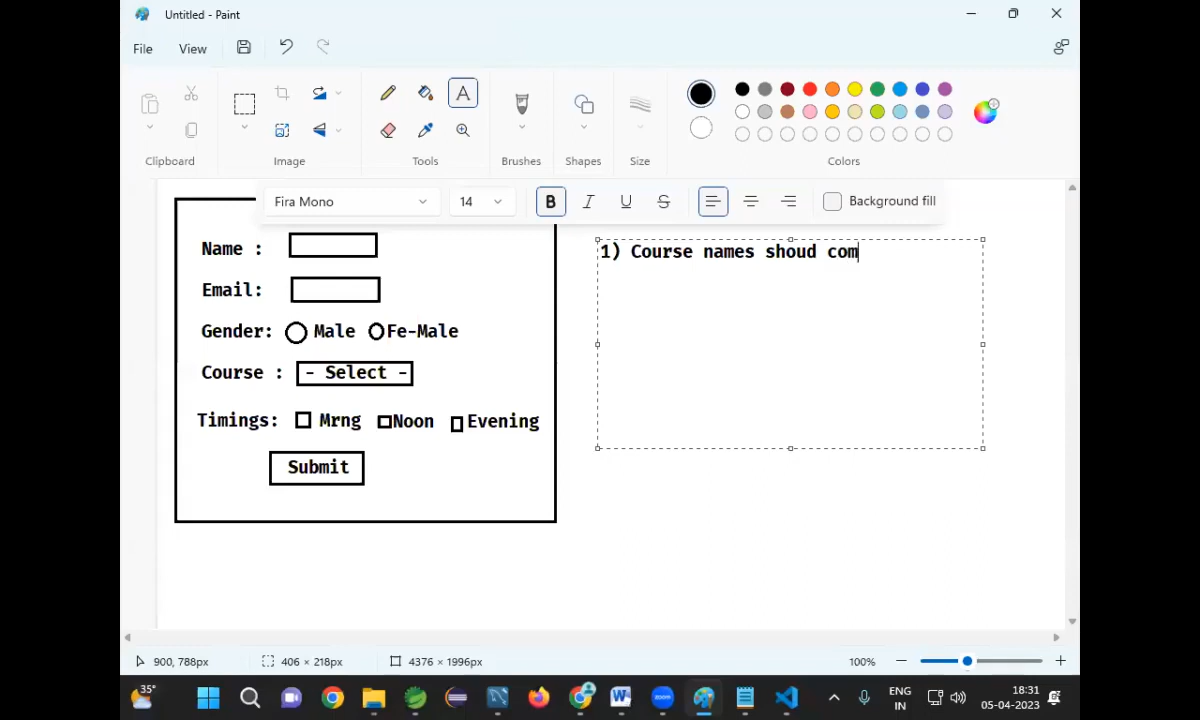 Untitled - Paint
File View
Clipboard Image Tools Brushes Shapes Size Colors
Fira Mono 14 B I U S Background fill
Name :
Email:
Gender: Male Fe-Male
Course : - Select -
Timings: Mrng Noon Evening
Submit
1) Course names shoud com
900, 788px 406 × 218px 4376 × 1996px 100%
35°
zoom
ENG
IN
18:31
05-04-2023